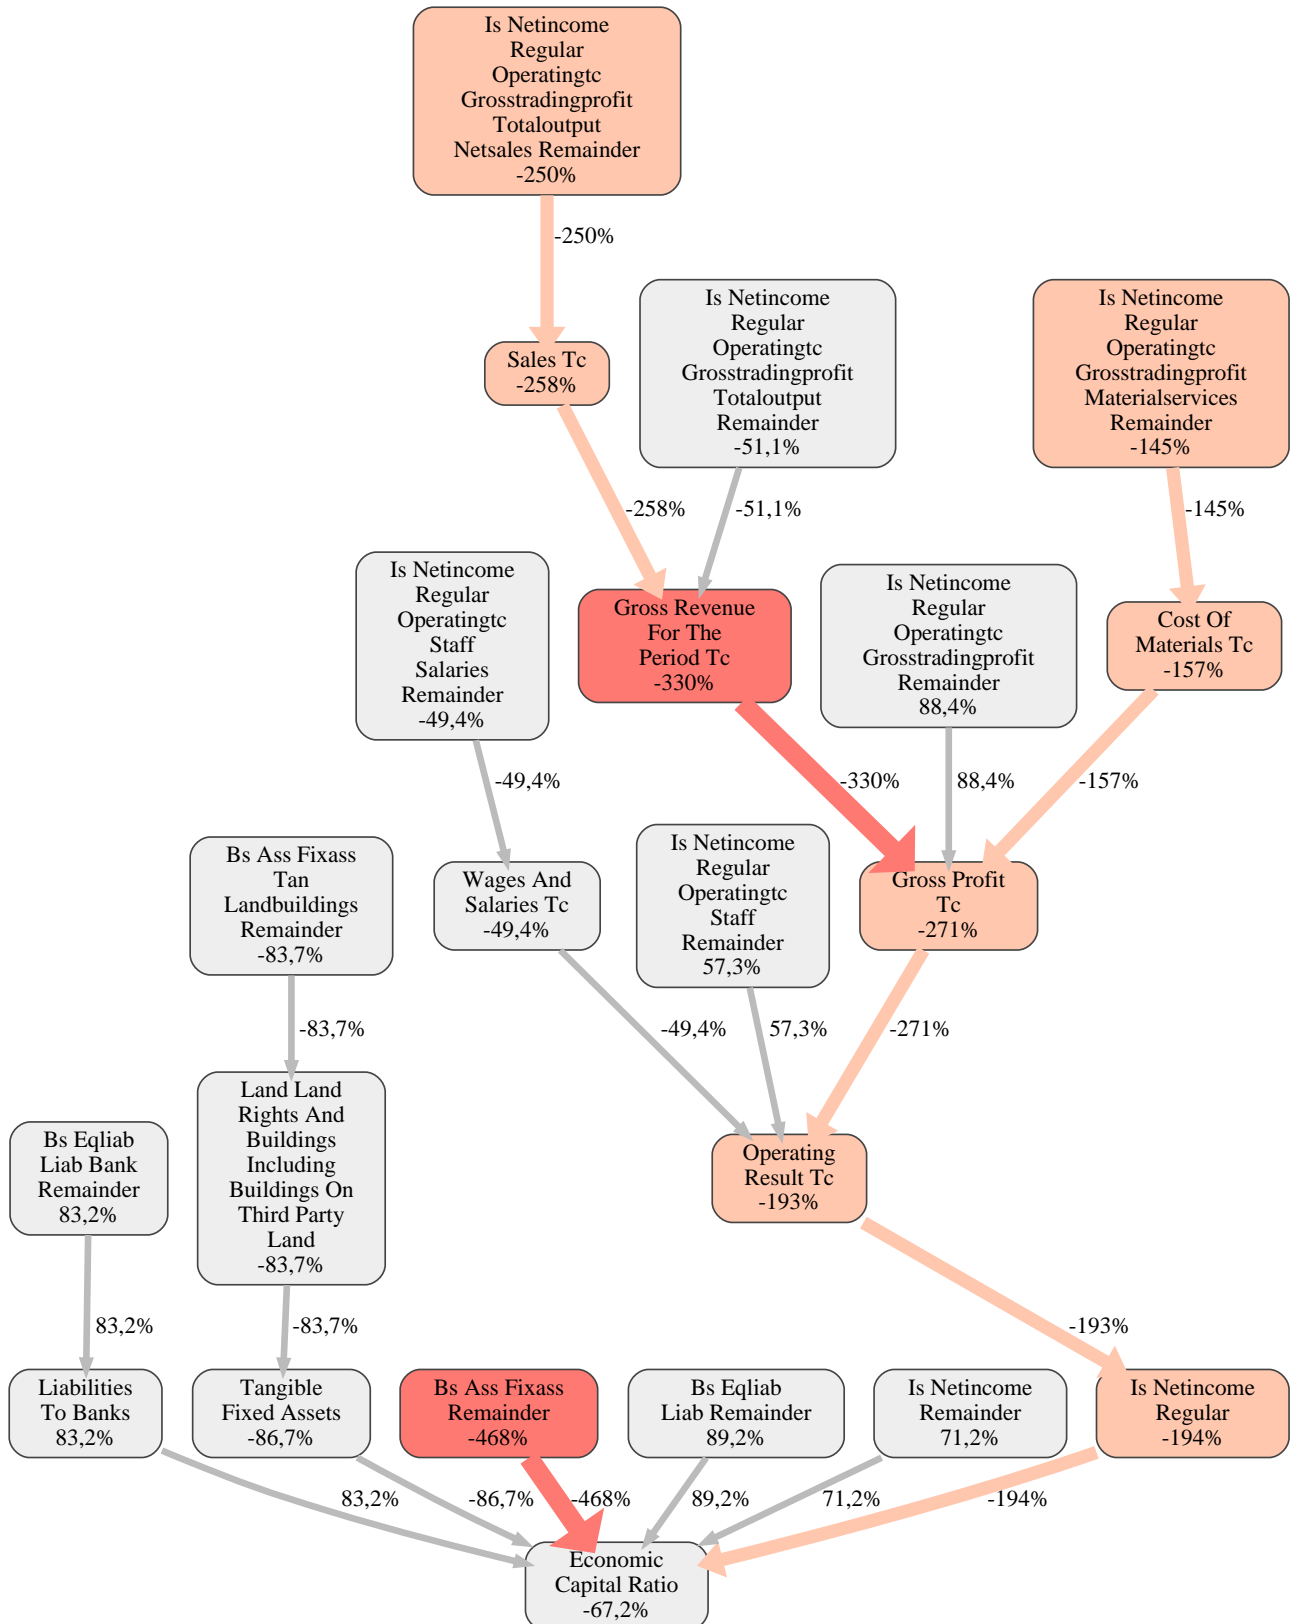 Is Netincome
Regular
Operatingtc
Grosstradingprofit
Totaloutput
Netsales Remainder
-250%
-250%
Is Netincome
Regular
Operatingtc
Grosstradingprofit
Totaloutput
Remainder
-51,1%
Is Netincome
Regular
Operatingtc
Grosstradingprofit
Materialservices
Remainder
-145%
Sales Tc
-258%
-258%
-51,1%
-145%
Is Netincome
Regular
Operatingtc
Staff
Salaries
Remainder
-49,4%
Gross Revenue
For The
Period Tc
-330%
Is Netincome
Regular
Operatingtc
Grosstradingprofit
Remainder
88,4%
Cost Of
Materials Tc
-157%
-49,4%
-330%
88,4%
-157%
Bs Ass Fixass
Tan
Landbuildings
Remainder
-83,7%
Wages And
Salaries Tc
-49,4%
Is Netincome
Regular
Operatingtc
Staff
Remainder
57,3%
Gross Profit
Tc
-271%
-83,7%
-49,4%
57,3%
-271%
Bs Eqliab
Liab Bank
Remainder
83,2%
Land Land
Rights And
Buildings
Including
Buildings On
Third Party
Land
-83,7%
Operating
Result Tc
-193%
83,2%
-83,7%
-193%
Liabilities
To Banks
83,2%
Tangible
Fixed Assets
-86,7%
Bs Ass Fixass
Remainder
-468%
Bs Eqliab
Liab Remainder
89,2%
Is Netincome
Remainder
71,2%
Is Netincome
Regular
-194%
83,2%
-86,7%
-468%
89,2%
71,2%
-194%
Economic
Capital Ratio
-67,2%